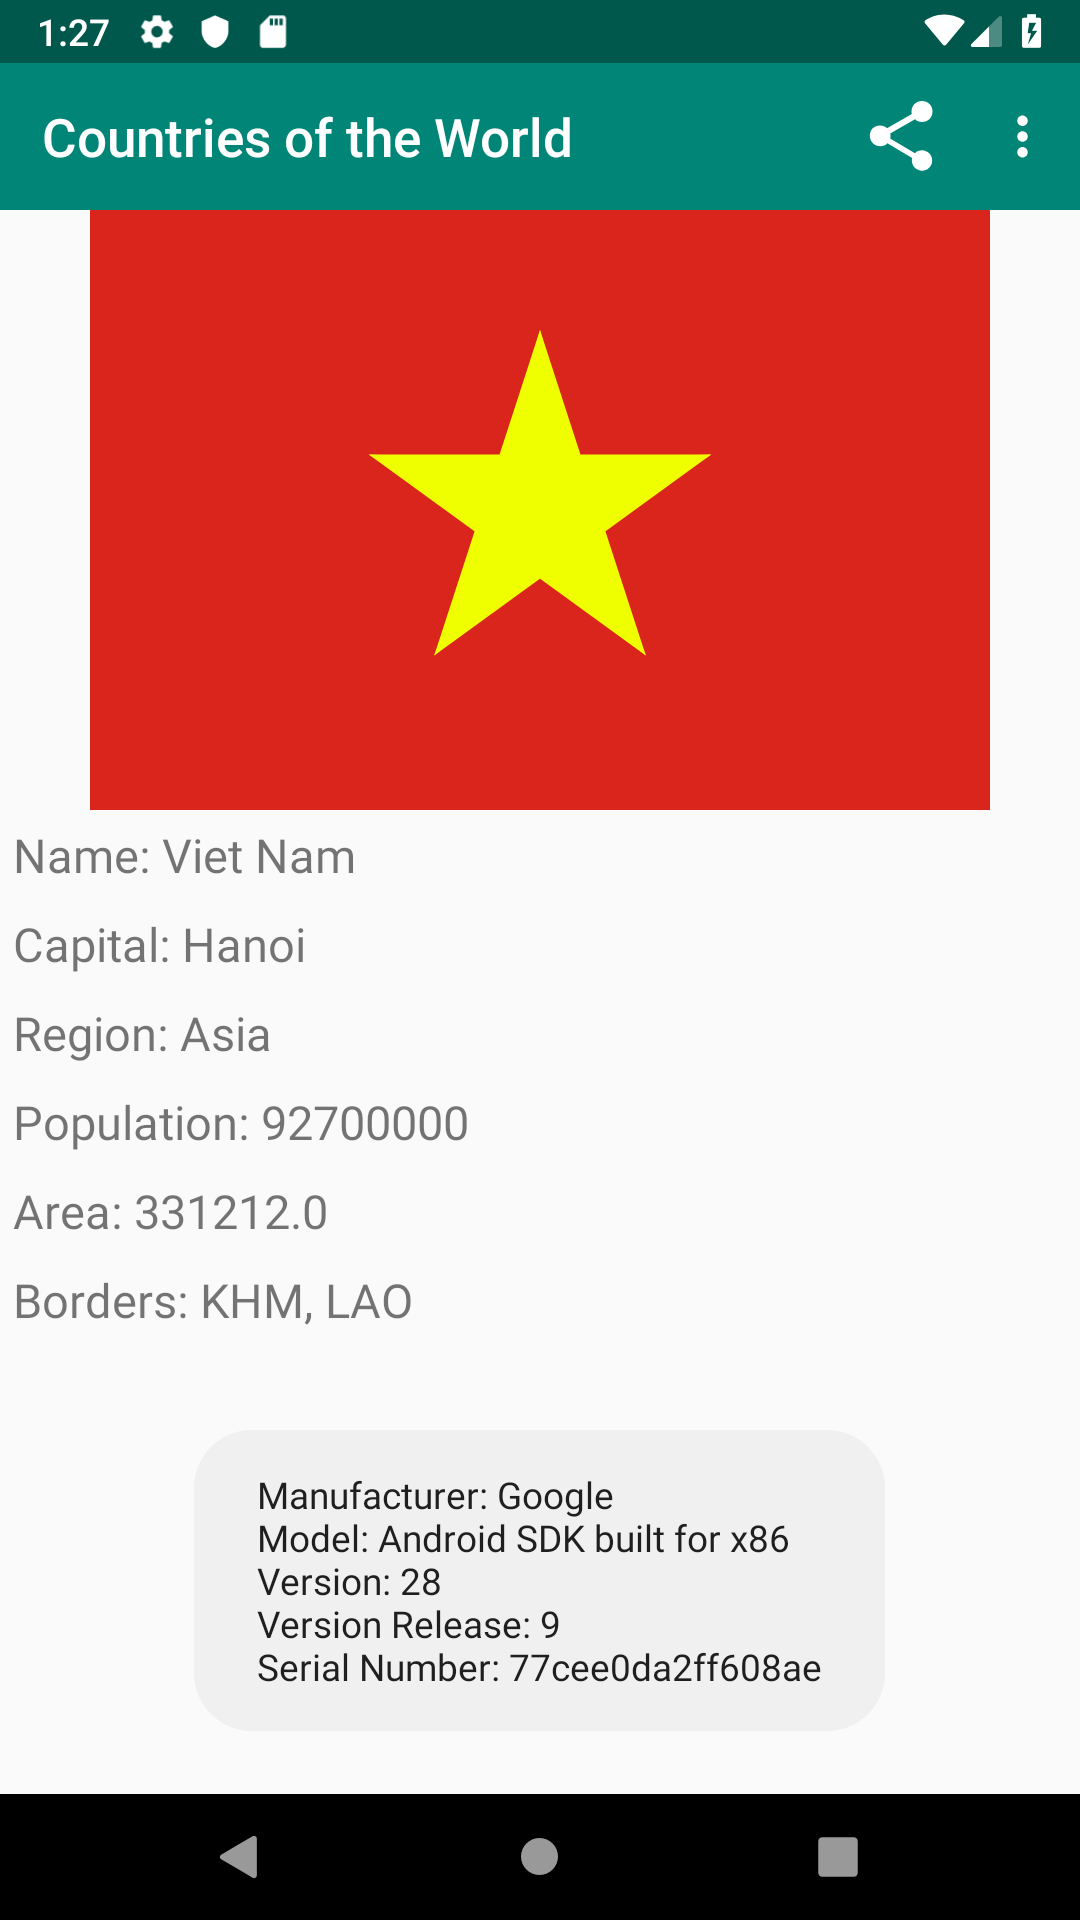 1:27
Countries of the World
Name: Viet Nam
Capital: Hanoi
Region: Asia
Population: 92700000
Area: 331212.0
Borders: KHM, LAO
Manufacturer: Google
Model: Android SDK built for x86
Version: 28
Version Release: 9
Serial Number: 77cee0da2ff608ae